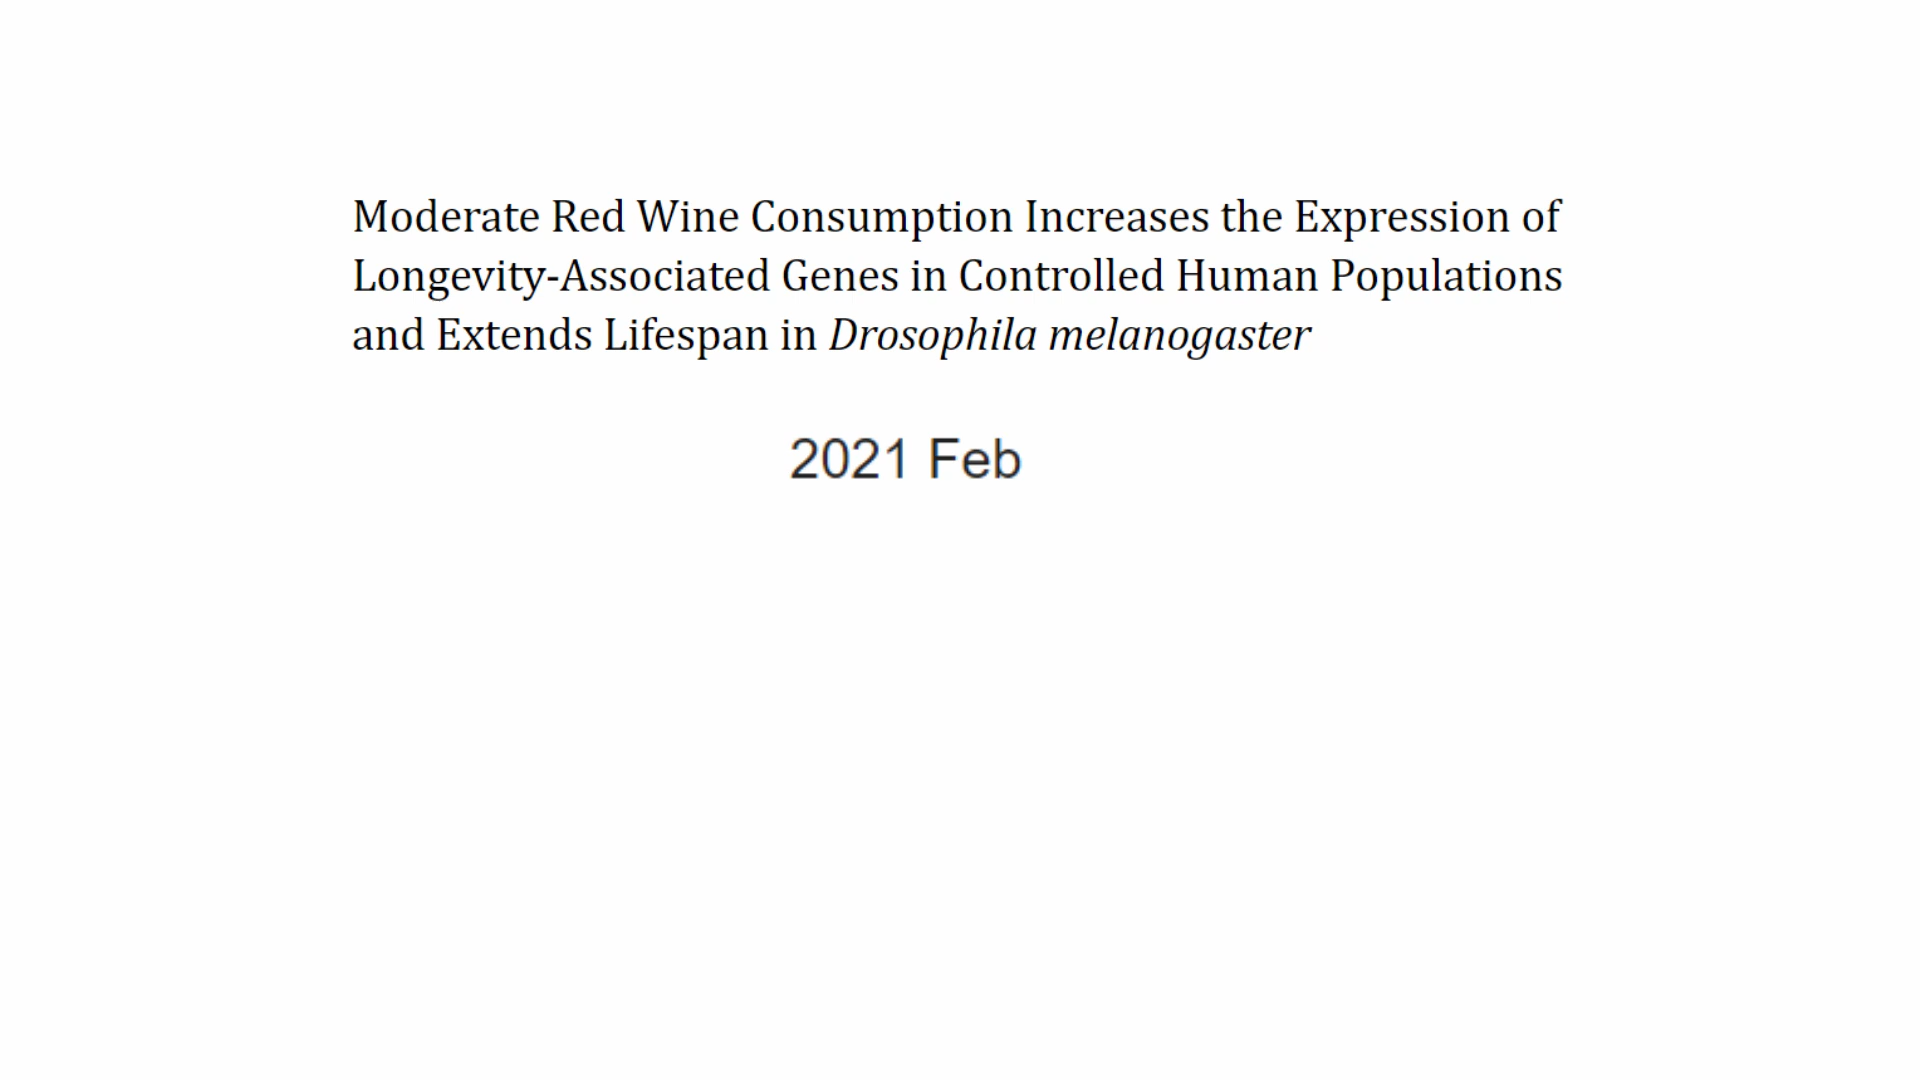 Moderate Red Wine Consumption Increases the Expression of
Longevity-Associated Genes in Controlled Human Populations
and Extends Lifespan in Drosophila melanogaster
2021 Feb